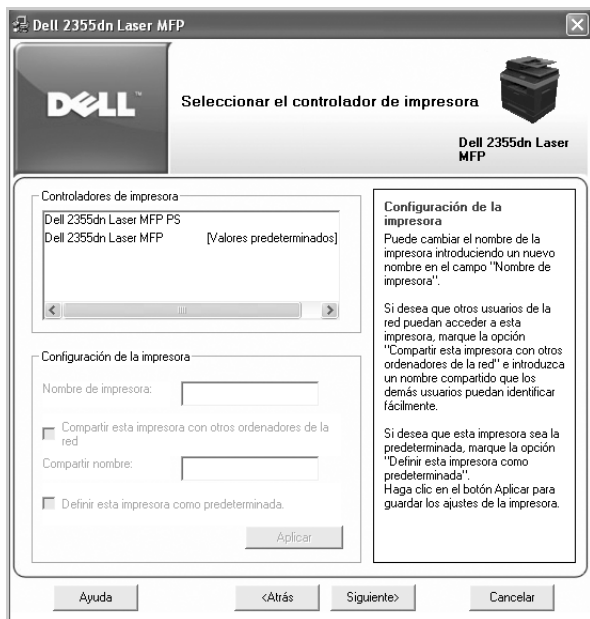 Dell 2355dn Laser MFP
DELL™
Seleccionar el controlador de impresora
Dell 2355dn Laser
MFP
Controladores de impresora
Dell 2355dn Laser MFP PS
Dell 2355dn Laser MFP [Valores predeterminados]
Configuración de la impresora
Nombre de impresora:
Compartir esta impresora con otros ordenadores de la
red
Compartir nombre:
Definir esta impresora como predeterminada.
Aplicar
Configuración de la
impresora
Puede cambiar el nombre de la
impresora introduciendo un nuevo
nombre en el campo "Nombre de
impresora".
Si desea que otros usuarios de la
red puedan acceder a esta
impresora, marque la opción
"Compartir esta impresora con otros
ordenadores de la red" e introduzca
un nombre compartido que los
demás usuarios puedan identificar
fácilmente.
Si desea que esta impresora sea la
predeterminada, marque la opción
"Definir esta impresora como
predeterminada".
Haga clic en el botón Aplicar para
guardar los ajustes de la impresora.
Ayuda
<Atrás
Siguiente>
Cancelar